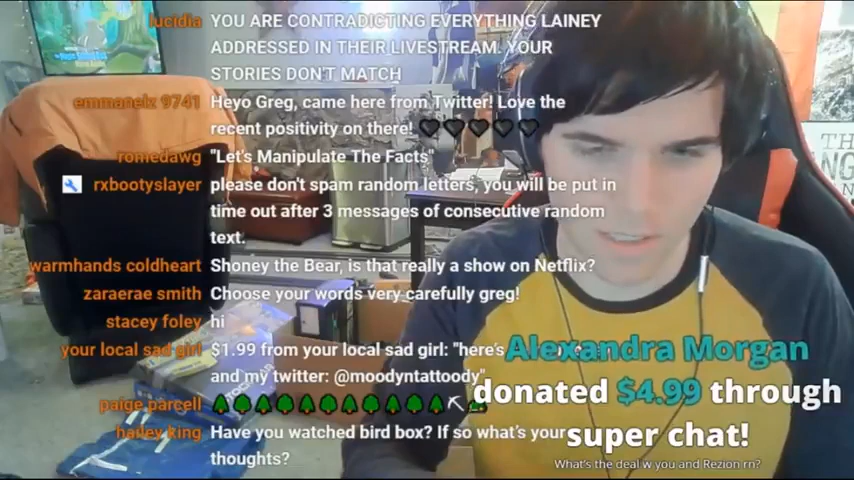 lucidia YOU ARE CONTRADICTING EVERYTHING LAINEY
ADDRESSED IN THEIR LIVESTREAM. YOUR
STORIES DON'T MATCH
emmanelz 9741 Heyo Greg, came here from Twitter! Love the
recent positivity on there! 🖤🖤🖤🖤🖤
romedawg "Let's Manipulate The Facts"
rxbootyslayer please don't spam random letters, you will be put in
time out after 3 messages of consecutive random
text.
warmhands coldheart Shoney the Bear, is that really a show on Netflix?
zaraerae smith Choose your words very carefully greg!
stacey foley hi
your local sad girl $1.99 from your local sad girl: "here's
and my twitter: @moodyntattoody"
paige parcell 🌲🌳🌲🌳🌳🌲🌳🌲🌳🌳🌲⛏🌲
harley king Have you watched bird box? If so what's your
thoughts?
Alexandra Morgan
donated $4.99 through
super chat!
What's the deal w you and Rezion rn?
TH
NG